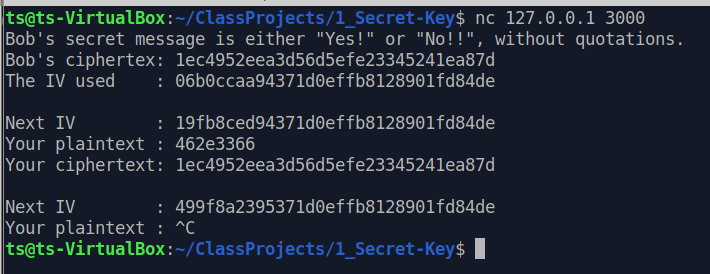 ts@ts-VirtualBox:~/ClassProjects/1_Secret-Key$ nc 127.0.0.1 3000
Bob's secret message is either "Yes!" or "No!!", without quotations.
Bob's ciphertex: 1ec4952eea3d56d5efe23345241ea87d
The IV used    : 06b0ccaa94371d0effb8128901fd84de
Next IV        : 19fb8ced94371d0effb8128901fd84de
Your plaintext : 462e3366
Your ciphertext: 1ec4952eea3d56d5efe23345241ea87d
Next IV        : 499f8a2395371d0effb8128901fd84de
Your plaintext : ^C
ts@ts-VirtualBox:~/ClassProjects/1_Secret-Key$